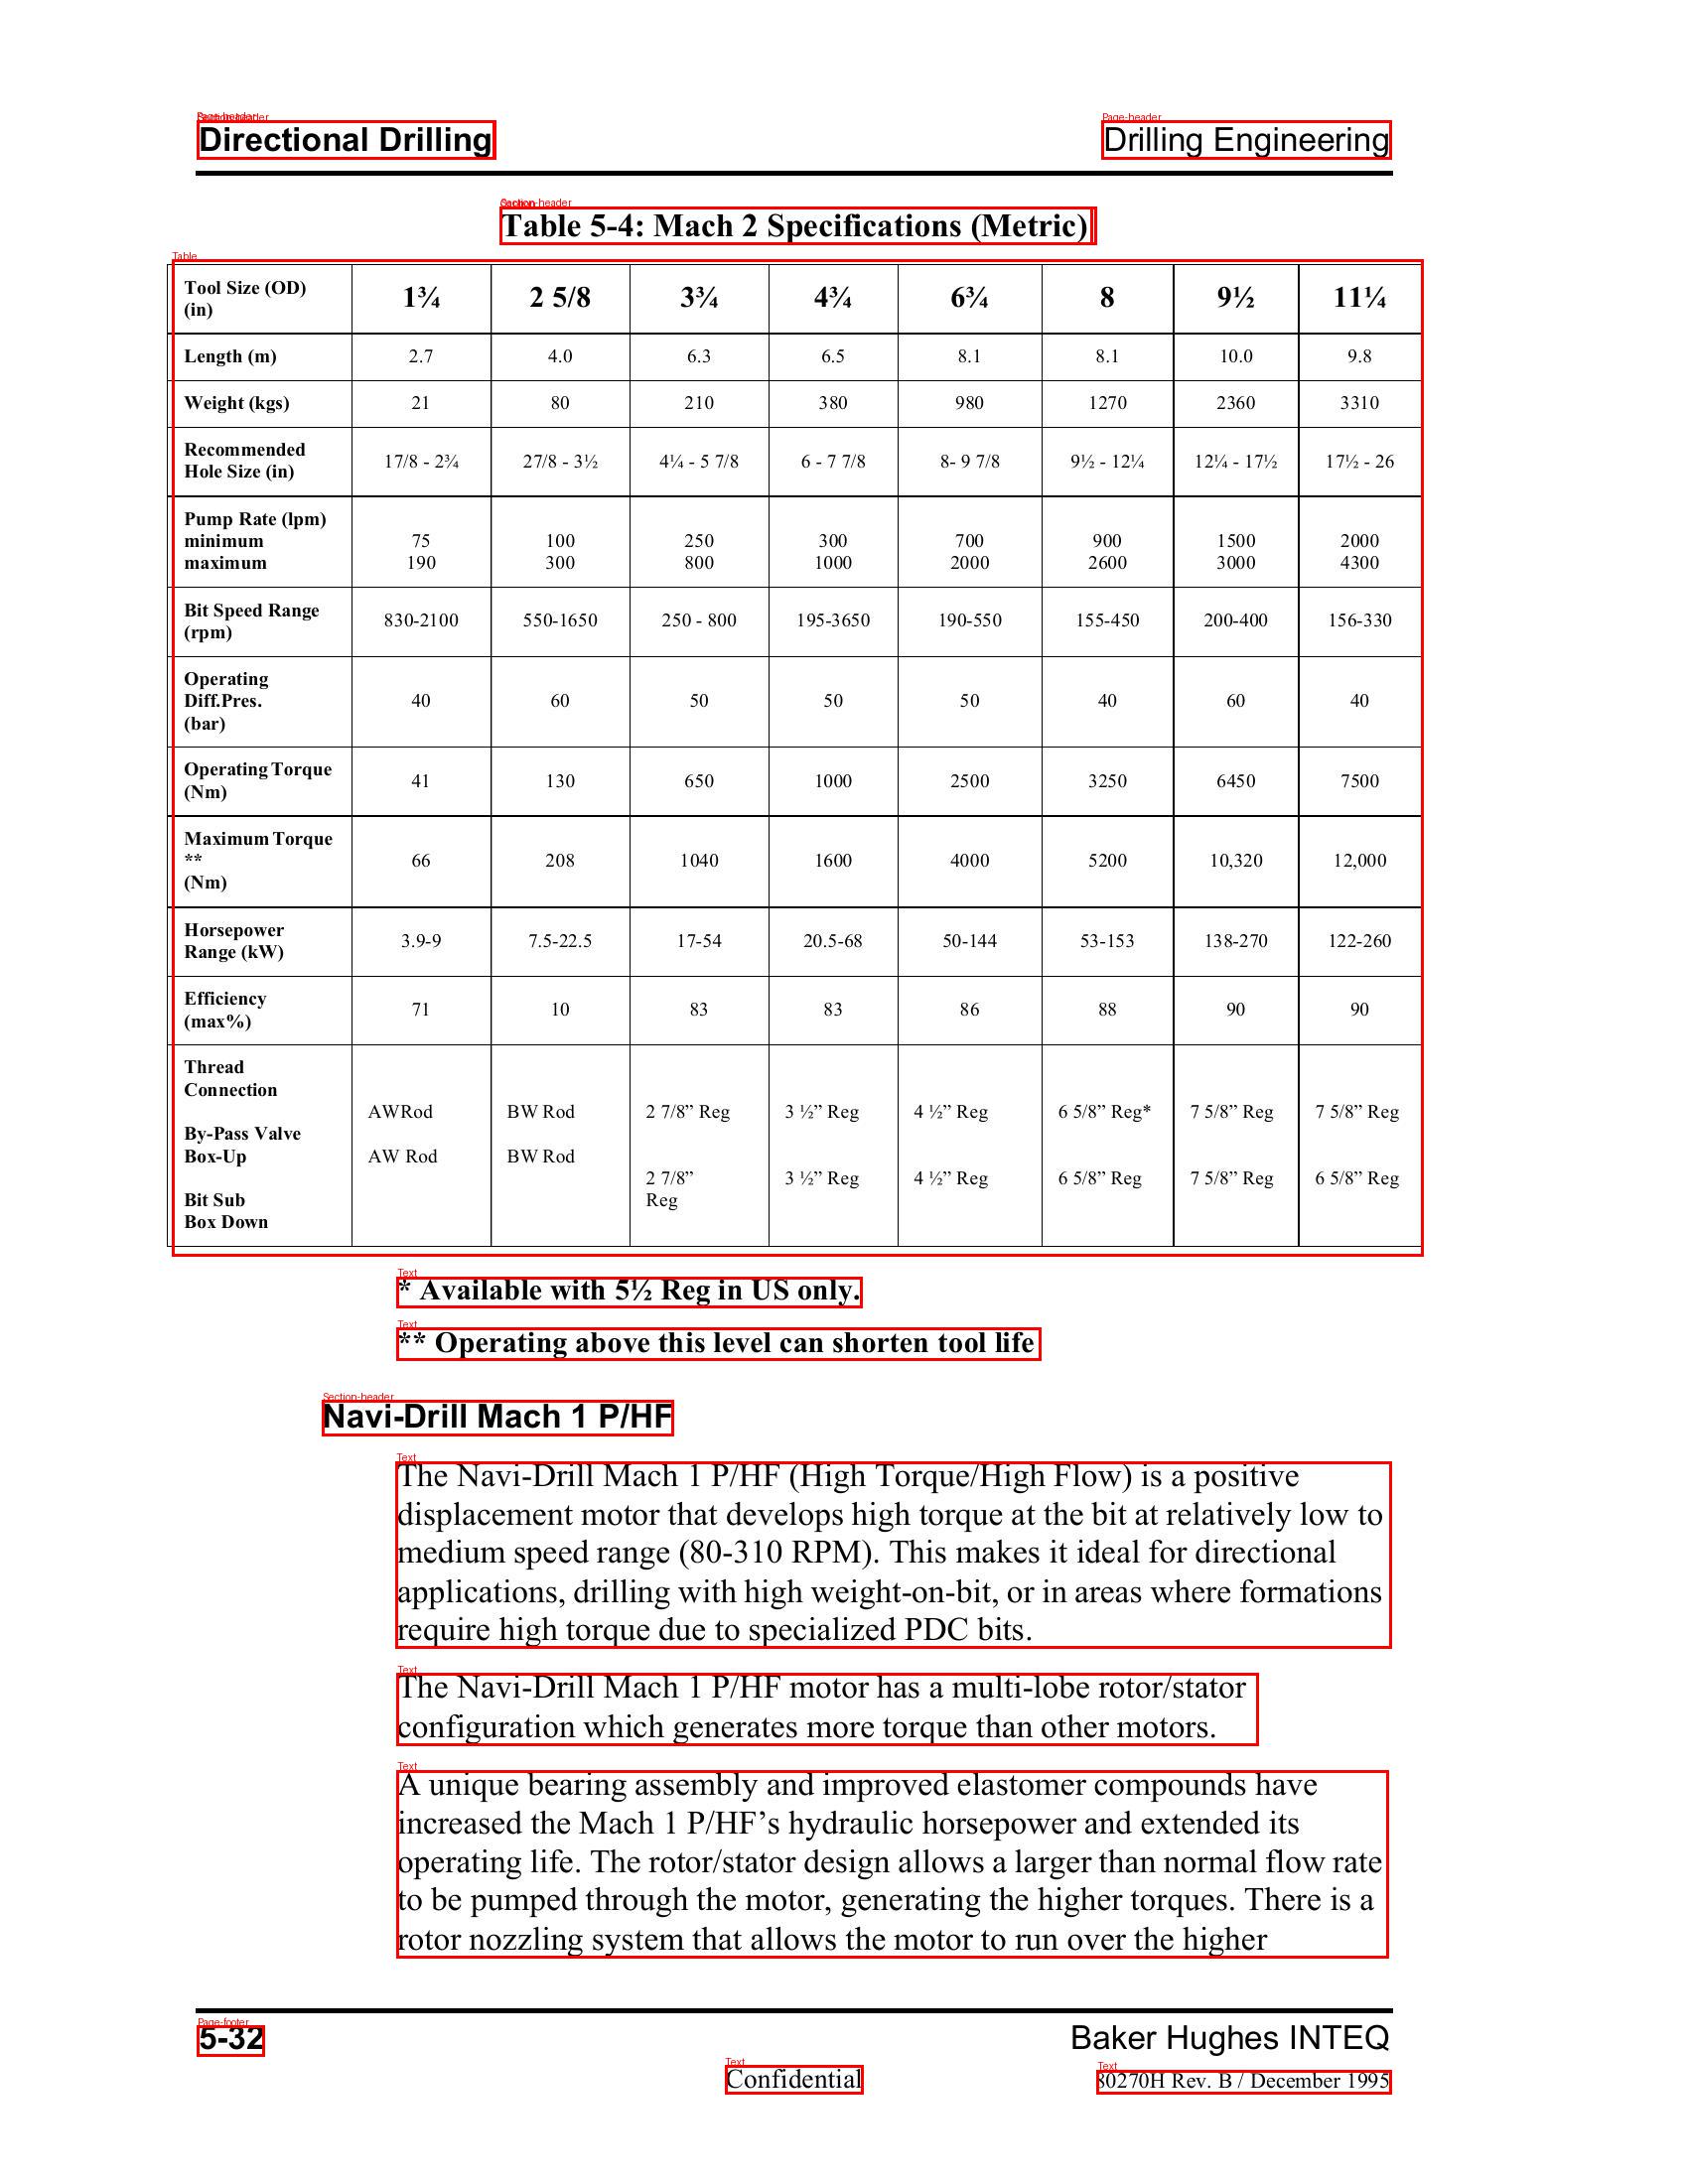 Page-header
Section-header
Directional Drilling
Page-header
Drilling Engineering
Caption
Section-header
Table 5-4: Mach 2 Specifications (Metric)
Table
Tool Size (OD) (in) 1¾ 2 5/8 3¾ 4¾ 6¾ 8 9½ 11¼
Length (m) 2.7 4.0 6.3 6.5 8.1 8.1 10.0 9.8
Weight (kgs) 21 80 210 380 980 1270 2360 3310
Recommended Hole Size (in) 17/8 - 2¾ 27/8 - 3½ 4¼ - 5 7/8 6 - 7 7/8 8- 9 7/8 9½ - 12¼ 12¼ - 17½ 17½ - 26
Pump Rate (lpm)
minimum 75 100 250 300 700 900 1500 2000
maximum 190 300 800 1000 2000 2600 3000 4300
Bit Speed Range (rpm) 830-2100 550-1650 250 - 800 195-3650 190-550 155-450 200-400 156-330
Operating Diff.Pres. (bar) 40 60 50 50 50 40 60 40
Operating Torque (Nm) 41 130 650 1000 2500 3250 6450 7500
Maximum Torque ** (Nm) 66 208 1040 1600 4000 5200 10,320 12,000
Horsepower Range (kW) 3.9-9 7.5-22.5 17-54 20.5-68 50-144 53-153 138-270 122-260
Efficiency (max%) 71 10 83 83 86 88 90 90
Thread Connection
By-Pass Valve Box-Up AWRod BW Rod 2 7/8” Reg 3 ½” Reg 4 ½” Reg 6 5/8” Reg* 7 5/8” Reg 7 5/8” Reg
Bit Sub Box Down AW Rod BW Rod 2 7/8” Reg 3 ½” Reg 4 ½” Reg 6 5/8” Reg 7 5/8” Reg 6 5/8” Reg
Text
* Available with 5½ Reg in US only.
Text
** Operating above this level can shorten tool life
Section-header
Navi-Drill Mach 1 P/HF
Text
The Navi-Drill Mach 1 P/HF (High Torque/High Flow) is a positive
displacement motor that develops high torque at the bit at relatively low to
medium speed range (80-310 RPM). This makes it ideal for directional
applications, drilling with high weight-on-bit, or in areas where formations
require high torque due to specialized PDC bits.
Text
The Navi-Drill Mach 1 P/HF motor has a multi-lobe rotor/stator
configuration which generates more torque than other motors.
Text
A unique bearing assembly and improved elastomer compounds have
increased the Mach 1 P/HF’s hydraulic horsepower and extended its
operating life. The rotor/stator design allows a larger than normal flow rate
to be pumped through the motor, generating the higher torques. There is a
rotor nozzling system that allows the motor to run over the higher
Page-footer
5-32
Baker Hughes INTEQ
Text
Confidential
Text
80270H Rev. B / December 1995